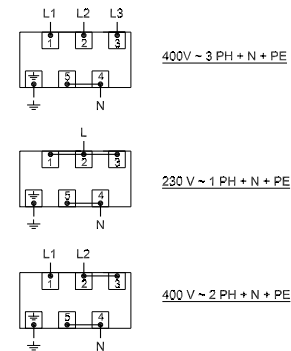 L1 L2 L3
1 2 3
400V ~ 3 PH + N + PE
5 4
N
L
1 2 3
230 V ~ 1 PH + N + PE
5 4
N
L1 L2
1 2 3
400 V ~ 2 PH + N + PE
5 4
N